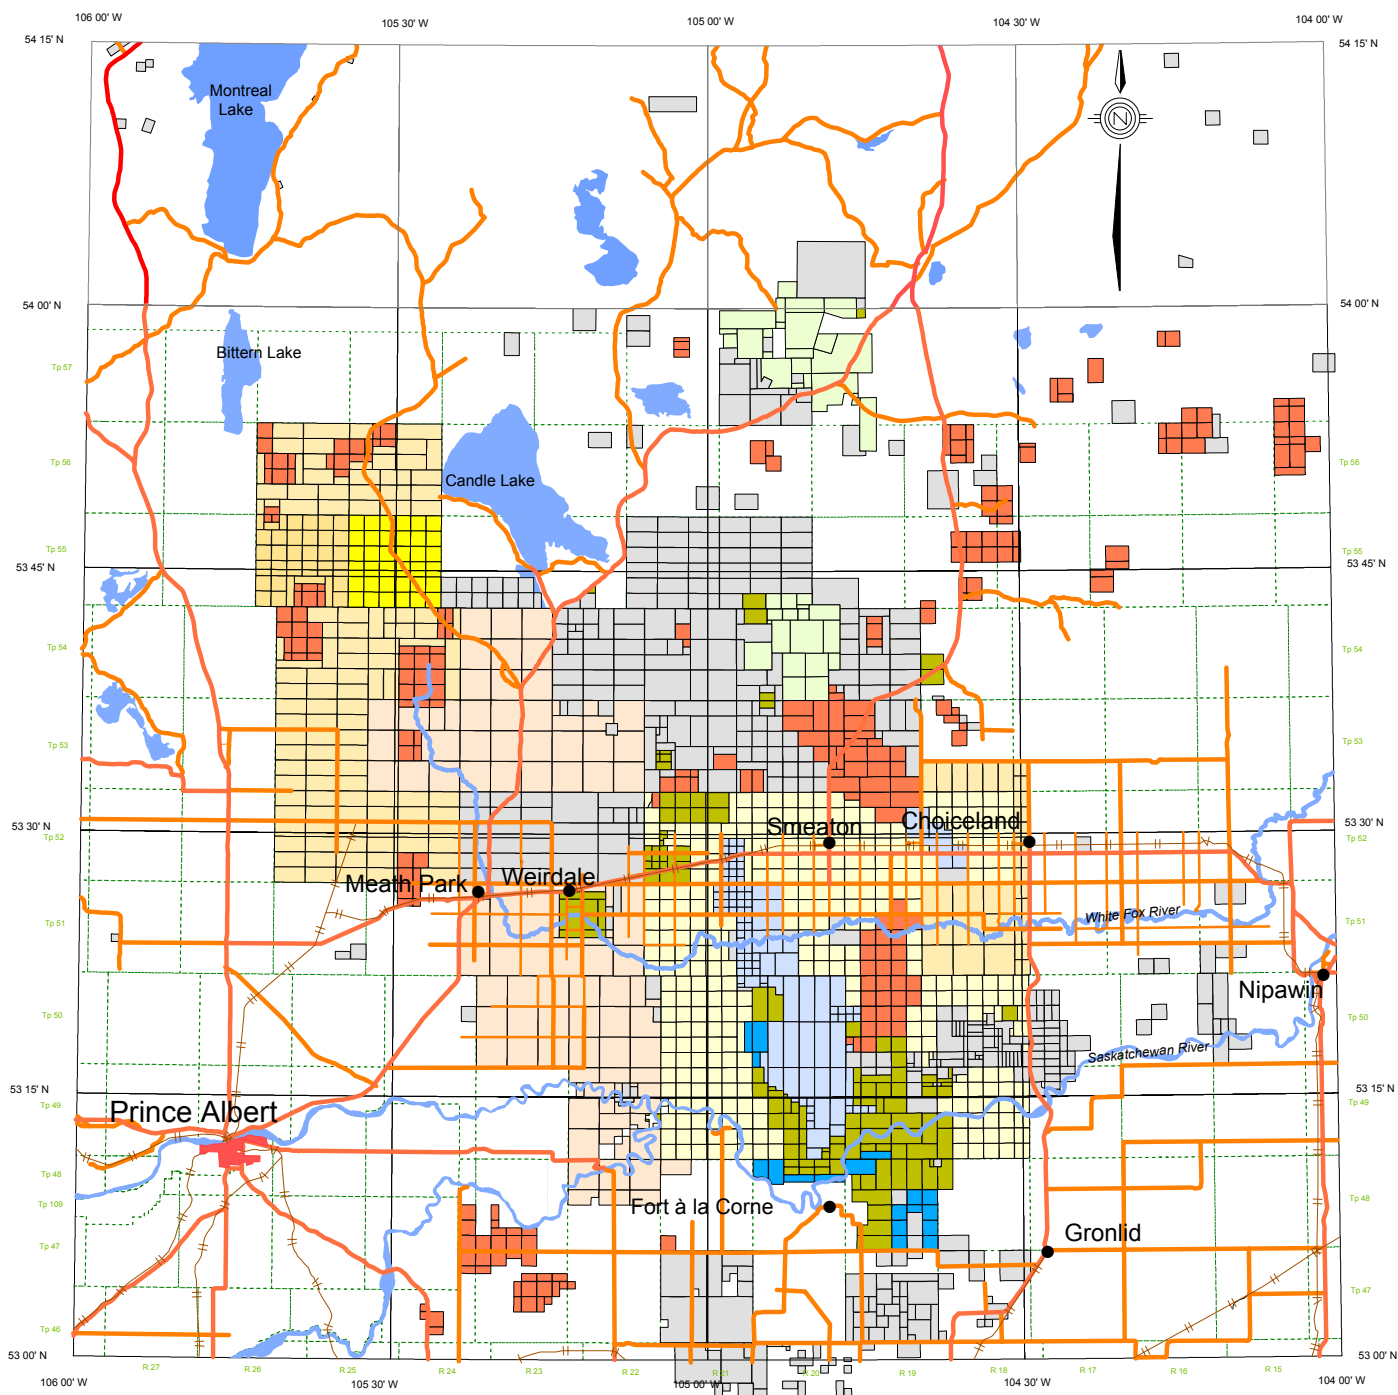 106 00' W
105 30' W
105 00' W
104 30' W
104 00' W
54 15' N
54 15' N
Montreal
Lake
N
54 00' N
54 00' N
Bittern Lake
Tp 57
Tp 56
Tp 56
Candle Lake
Tp 55
Tp 55
53 45' N
53 45' N
Tp 54
Tp 54
Tp 53
Tp 53
53 30' N
53 30' N
Smeaton
Choiceland
Tp 52
Tp 52
Meath Park
Weirdale
White Fox River
Tp 51
Tp 51
Nipawin
Tp 50
Tp 50
Saskatchewan River
53 15' N
53 15' N
Tp 49
Tp 49
Prince Albert
Tp 48
Tp 48
Tp 109
Fort à la Corne
Gronlid
Tp 47
Tp 47
Tp 46
53 00' N
53 00' N
R 27
R 26
R 25
R 24
R 23
R 22
R 21
R 20
R 19
R 18
R 17
R 16
R 15
106 00' W
105 30' W
105 00' W
104 30' W
104 00' W